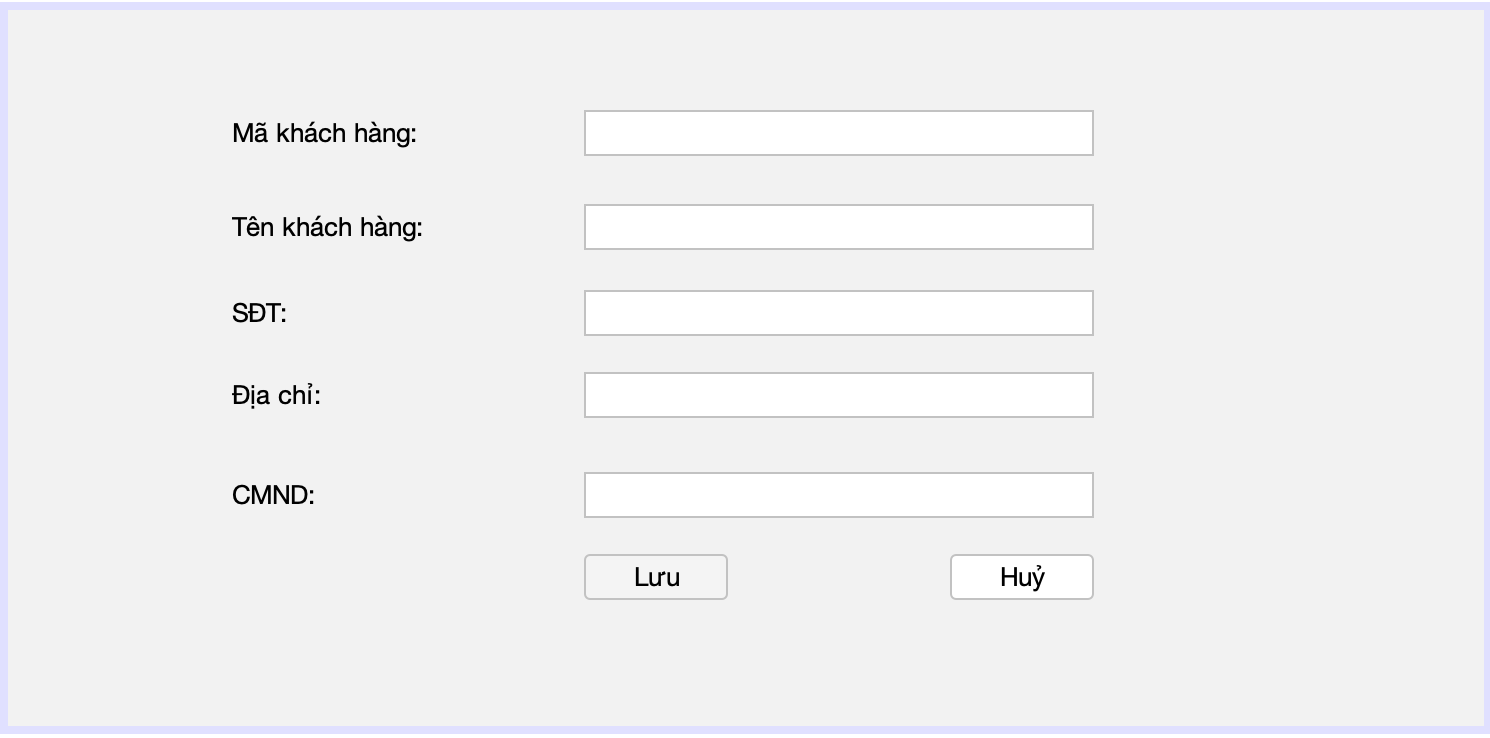 Mã khách hàng:
Tên khách hàng:
SĐT:
Địa chỉ:
CMND:
Lưu
Huỷ